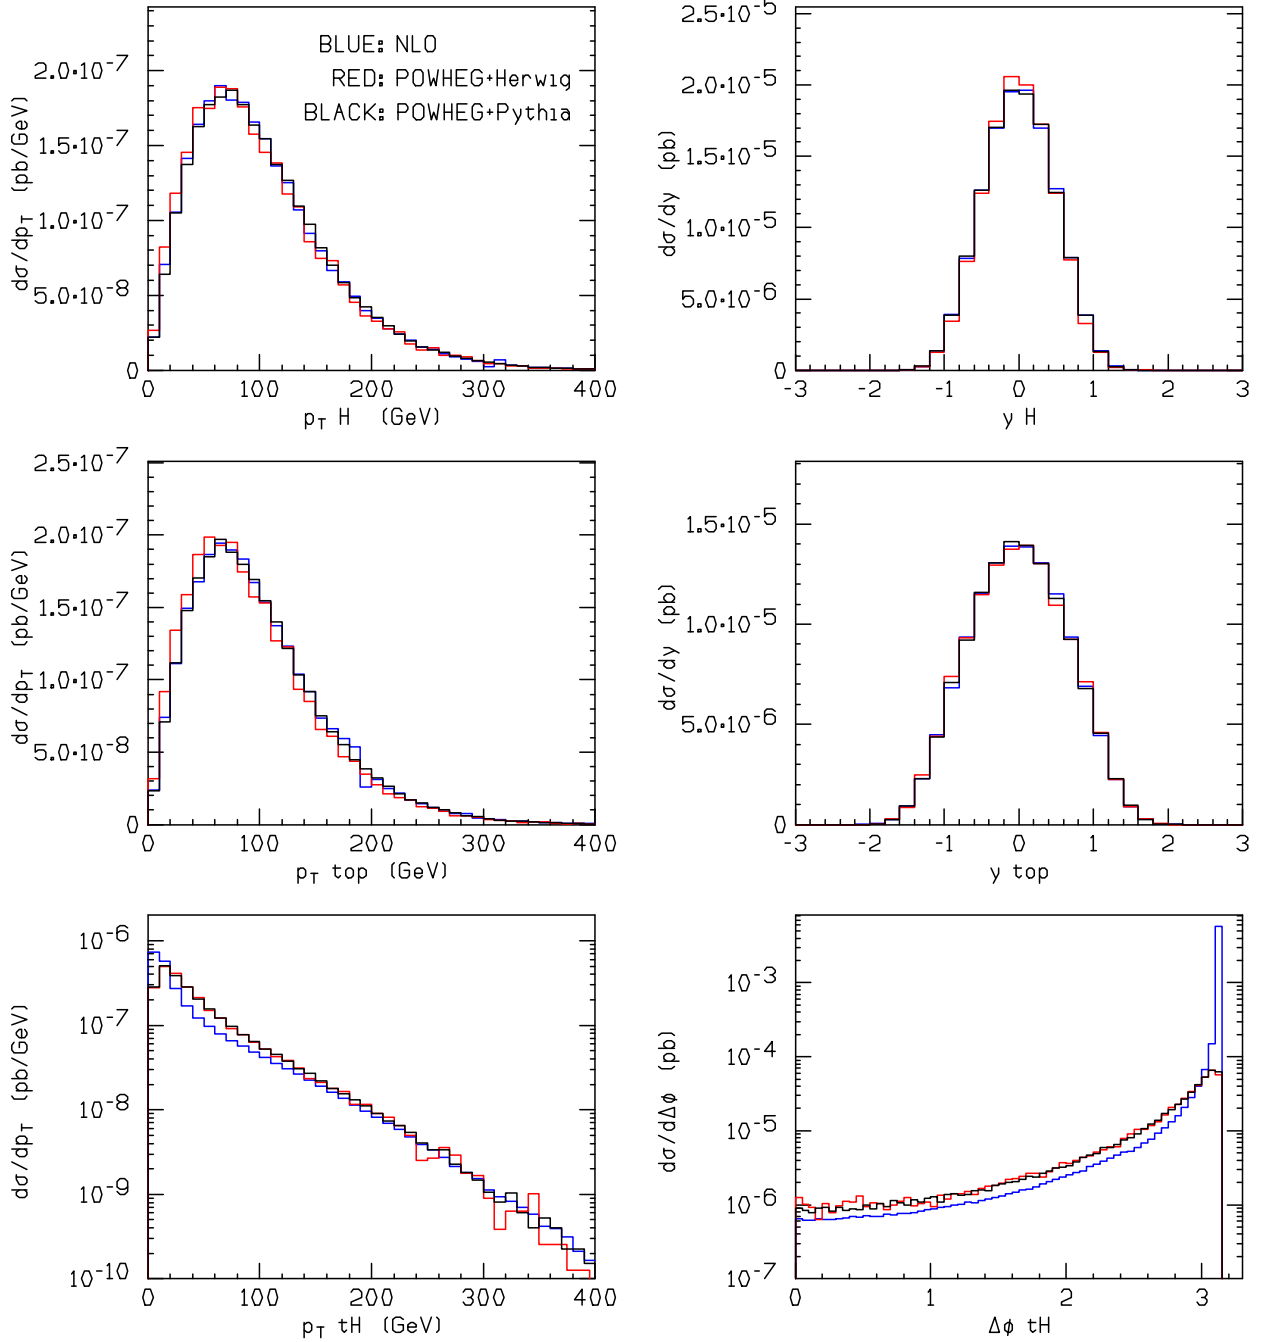 BLUE: NLO
RED: POWHEG+Herwig
BLACK: POWHEG+Pythia
dσ/dp_T (pb/GeV)
2.0·10^-7
1.5·10^-7
1.0·10^-7
5.0·10^-8
0
0 100 200 300 400
p_T H (GeV)
dσ/dy (pb)
2.5·10^-5
2.0·10^-5
1.5·10^-5
1.0·10^-5
5.0·10^-6
0
-3 -2 -1 0 1 2 3
y H
dσ/dp_T (pb/GeV)
2.5·10^-7
2.0·10^-7
1.5·10^-7
1.0·10^-7
5.0·10^-8
0
0 100 200 300 400
p_T top (GeV)
dσ/dy (pb)
1.5·10^-5
1.0·10^-5
5.0·10^-6
0
-3 -2 -1 0 1 2 3
y top
dσ/dp_T (pb/GeV)
10^-6
10^-7
10^-8
10^-9
10^-10
0 100 200 300 400
p_T tH (GeV)
dσ/dΔϕ (pb)
10^-3
10^-4
10^-5
10^-6
10^-7
0 1 2 3
Δϕ tH